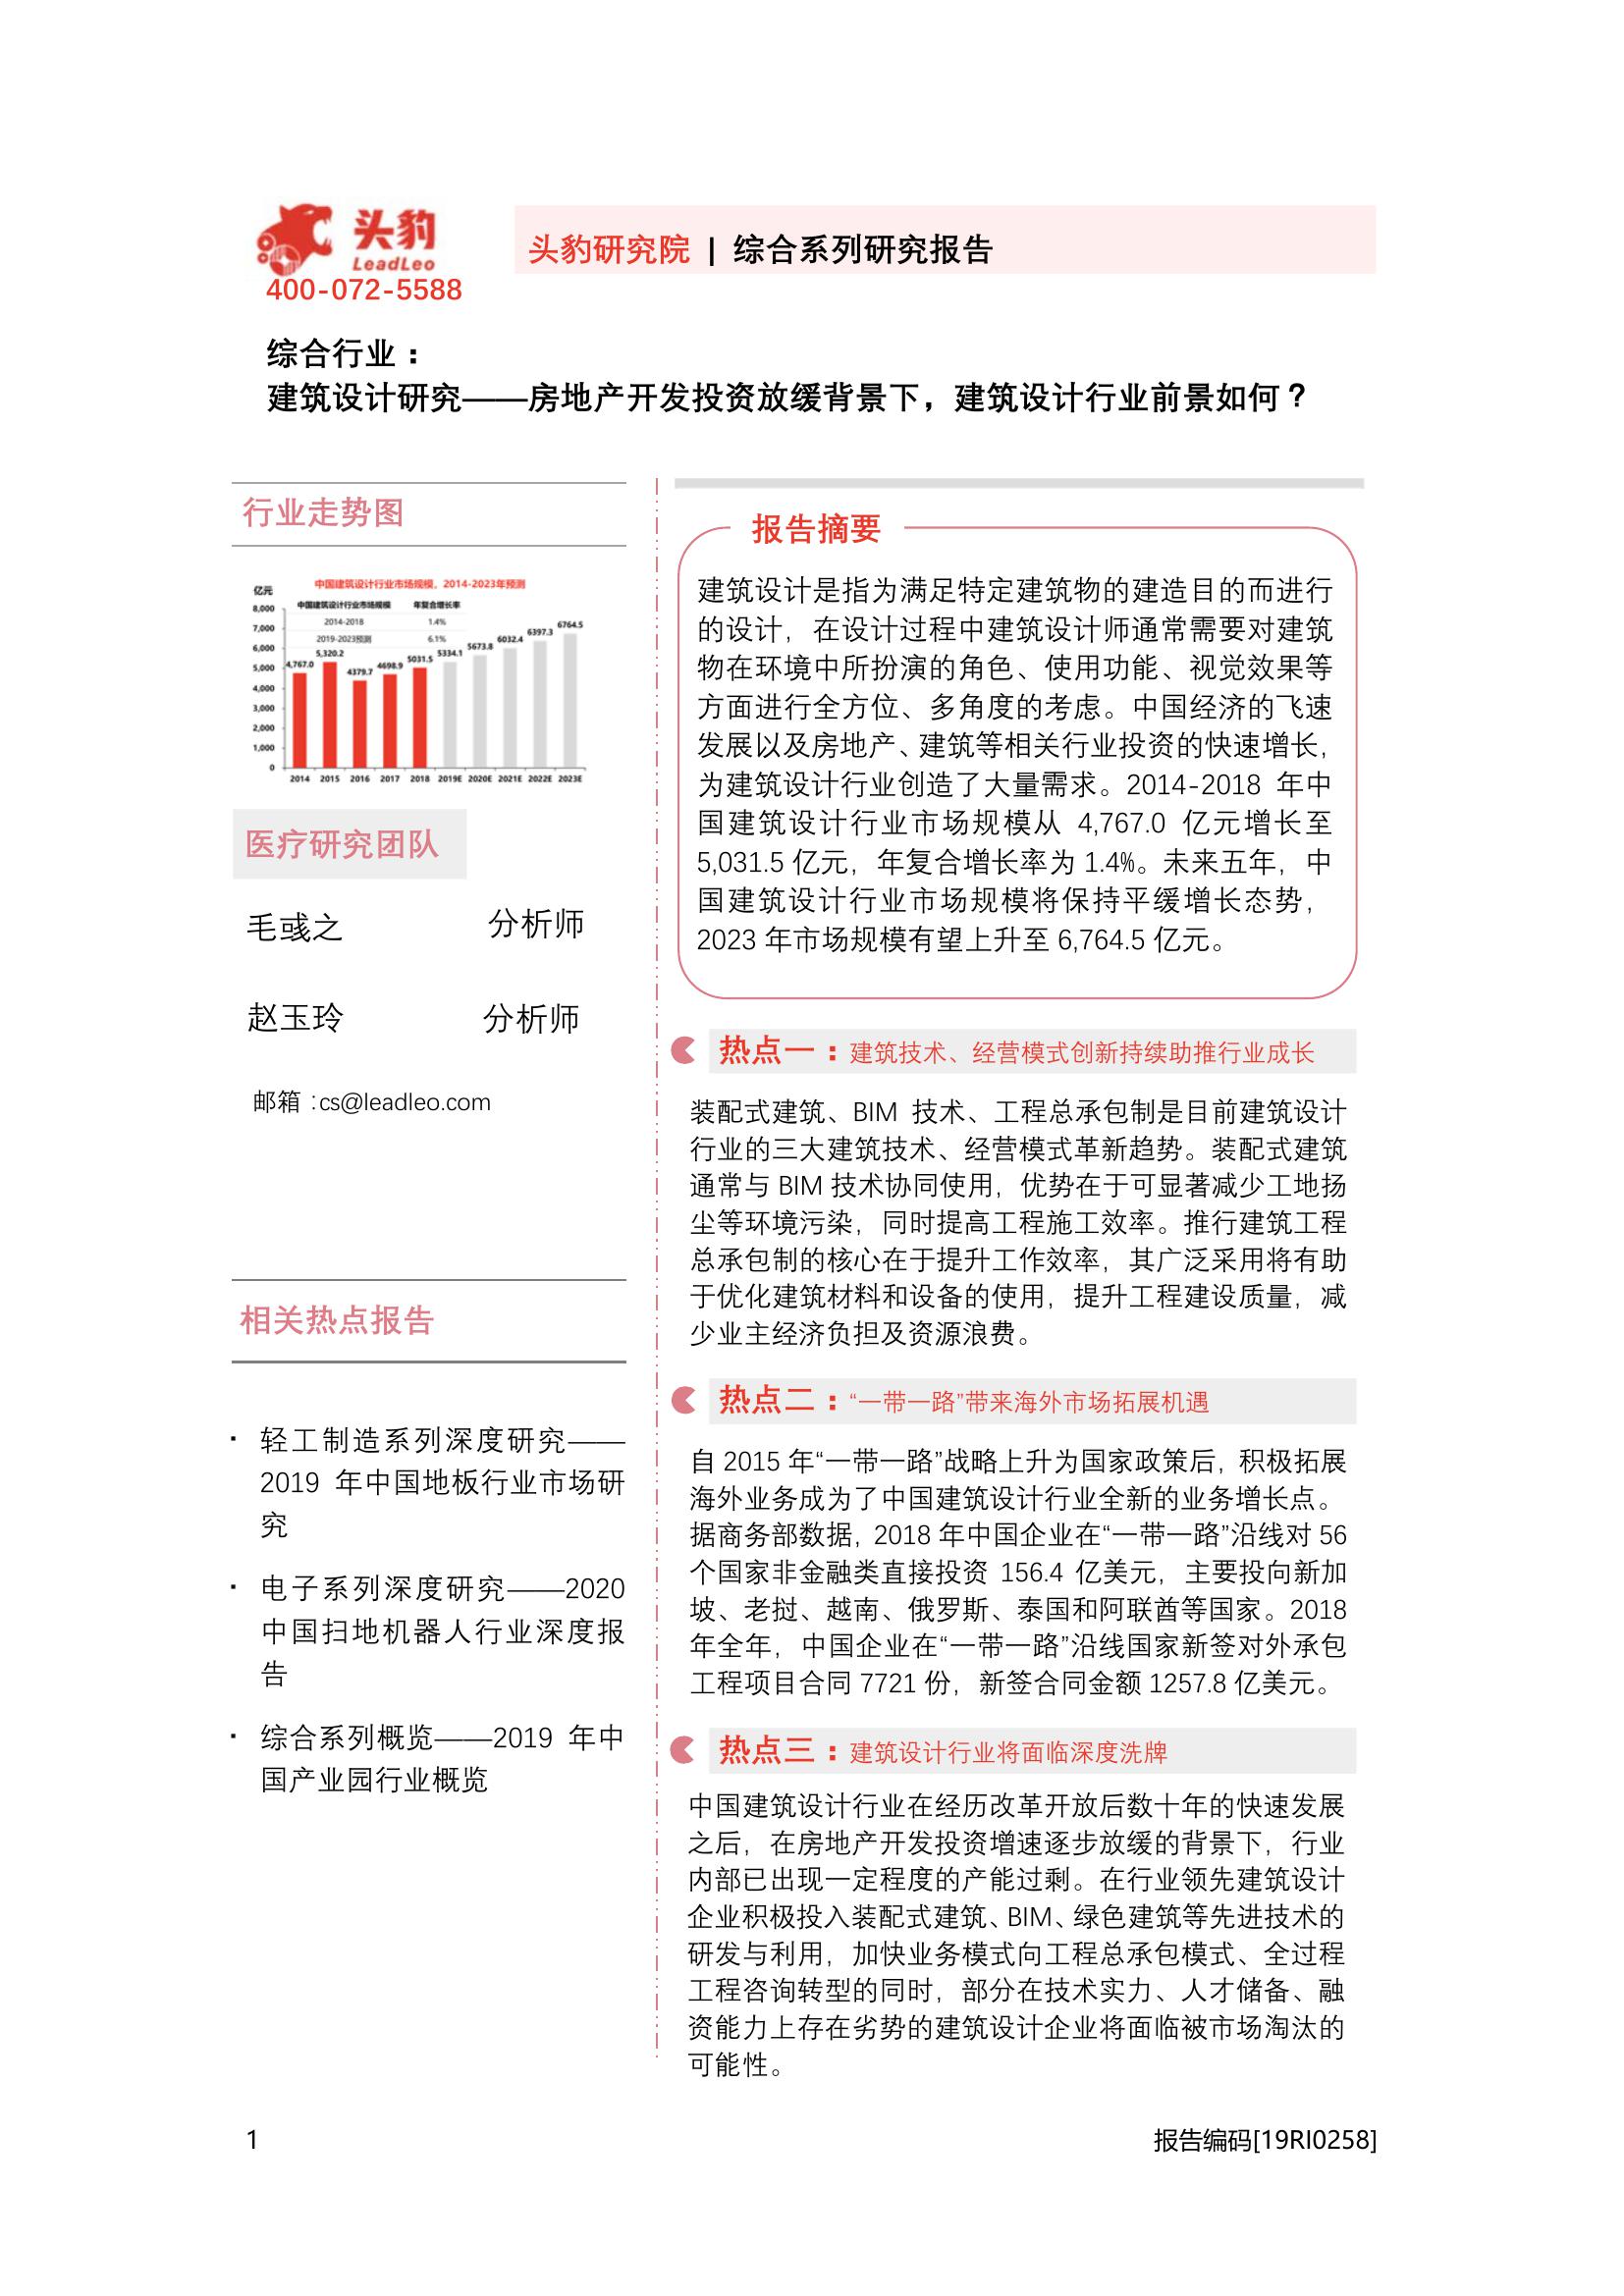 头豹
LeadLeo
400-072-5588
头豹研究院 | 综合系列研究报告
综合行业：
建筑设计研究——房地产开发投资放缓背景下，建筑设计行业前景如何？
行业走势图
中国建筑设计行业市场规模，2014-2023年预测
亿元
中国建筑设计行业市场规模 年复合增长率
2014-2018 1.4%
2019-2023预测 6.1%
8,000
7,000
6,000
5,000
4,000
3,000
2,000
1,000
0
4,767.0 5,320.2 4379.7 4698.9 5031.5 5334.1 5673.8 6032.4 6397.3 6764.5
2014 2015 2016 2017 2018 2019E 2020E 2021E 2022E 2023E
医疗研究团队
毛彧之 分析师
赵玉玲 分析师
邮箱：cs@leadleo.com
相关热点报告
· 轻工制造系列深度研究——
2019 年中国地板行业市场研
究
· 电子系列深度研究——2020
中国扫地机器人行业深度报
告
· 综合系列概览——2019 年中
国产业园行业概览
报告摘要
建筑设计是指为满足特定建筑物的建造目的而进行
的设计，在设计过程中建筑设计师通常需要对建筑
物在环境中所扮演的角色、使用功能、视觉效果等
方面进行全方位、多角度的考虑。中国经济的飞速
发展以及房地产、建筑等相关行业投资的快速增长，
为建筑设计行业创造了大量需求。2014-2018 年中
国建筑设计行业市场规模从 4,767.0 亿元增长至
5,031.5 亿元，年复合增长率为 1.4%。未来五年，中
国建筑设计行业市场规模将保持平缓增长态势，
2023 年市场规模有望上升至 6,764.5 亿元。
热点一：建筑技术、经营模式创新持续助推行业成长
装配式建筑、BIM 技术、工程总承包制是目前建筑设计
行业的三大建筑技术、经营模式革新趋势。装配式建筑
通常与 BIM 技术协同使用，优势在于可显著减少工地扬
尘等环境污染，同时提高工程施工效率。推行建筑工程
总承包制的核心在于提升工作效率，其广泛采用将有助
于优化建筑材料和设备的使用，提升工程建设质量，减
少业主经济负担及资源浪费。
热点二：“一带一路”带来海外市场拓展机遇
自 2015 年“一带一路”战略上升为国家政策后，积极拓展
海外业务成为了中国建筑设计行业全新的业务增长点。
据商务部数据，2018 年中国企业在“一带一路”沿线对 56
个国家非金融类直接投资 156.4 亿美元，主要投向新加
坡、老挝、越南、俄罗斯、泰国和阿联酋等国家。2018
年全年，中国企业在“一带一路”沿线国家新签对外承包
工程项目合同 7721 份，新签合同金额 1257.8 亿美元。
热点三：建筑设计行业将面临深度洗牌
中国建筑设计行业在经历改革开放后数十年的快速发展
之后，在房地产开发投资增速逐步放缓的背景下，行业
内部已出现一定程度的产能过剩。在行业领先建筑设计
企业积极投入装配式建筑、BIM、绿色建筑等先进技术的
研发与利用，加快业务模式向工程总承包模式、全过程
工程咨询转型的同时，部分在技术实力、人才储备、融
资能力上存在劣势的建筑设计企业将面临被市场淘汰的
可能性。
1
报告编码[19RI0258]